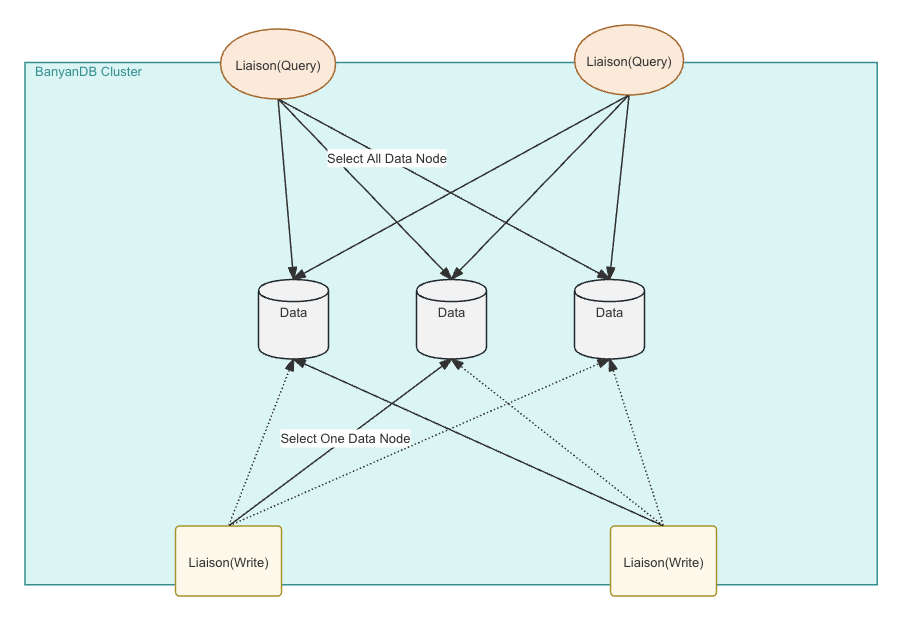 Liaison(Query)
Liaison(Query)
BanyanDB Cluster
Select All Data Node
Data
Data
Data
Select One Data Node
Liaison(Write)
Liaison(Write)